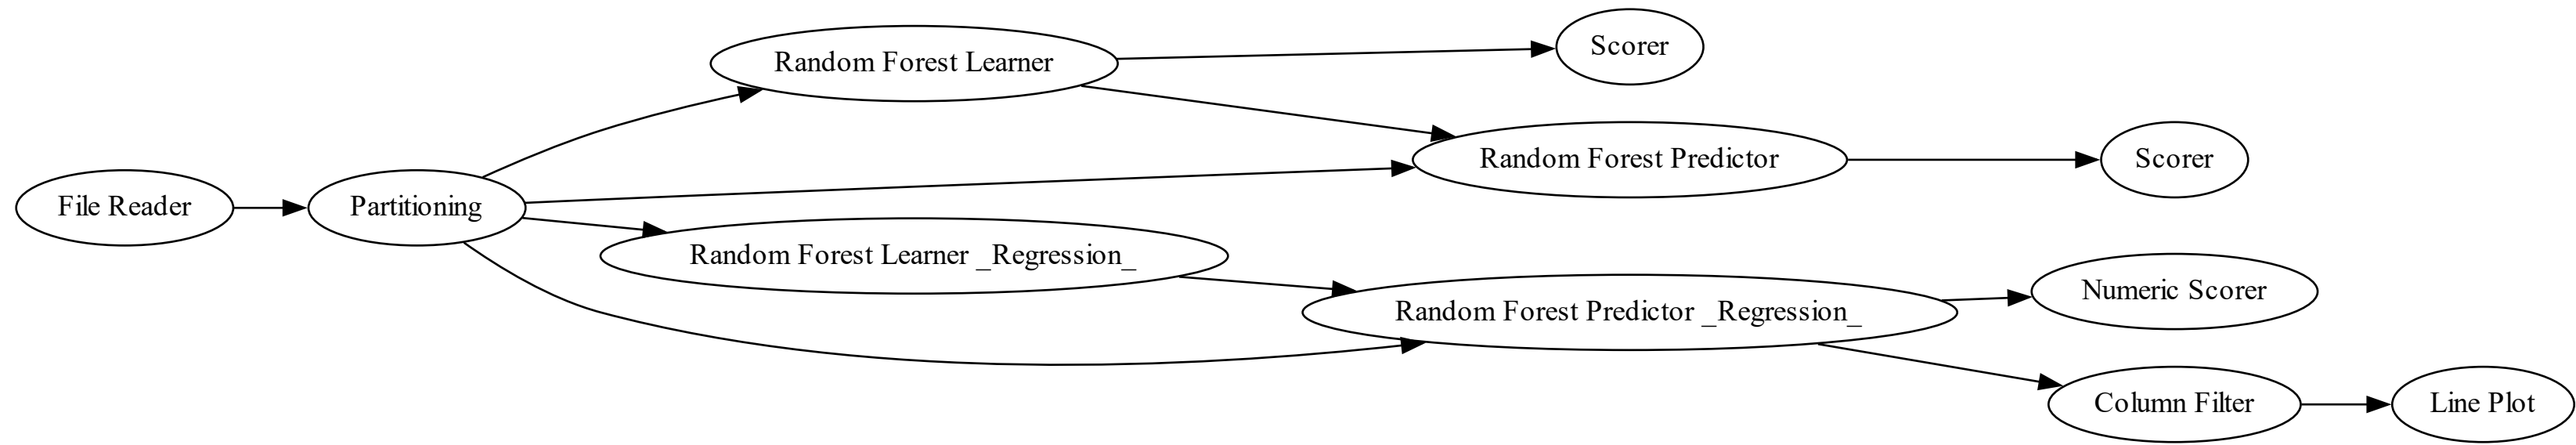 File Reader
Partitioning
Random Forest Learner
Scorer
Random Forest Predictor
Scorer
Random Forest Learner _Regression_
Random Forest Predictor _Regression_
Numeric Scorer
Column Filter
Line Plot